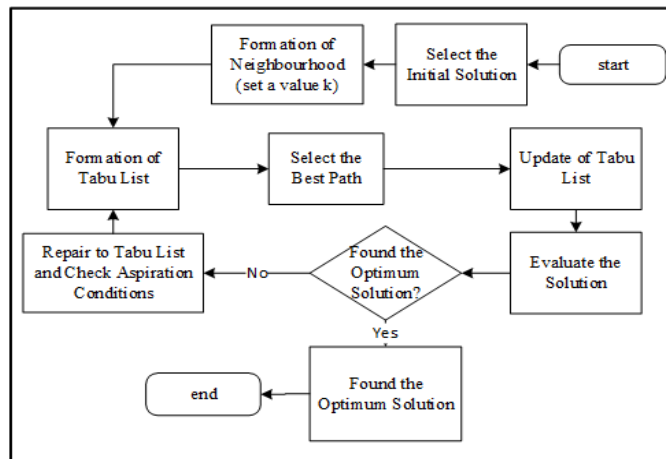 start
Select the
Initial Solution
Formation of
Neighbourhood
(set a value k)
Formation of
Tabu List
Select the
Best Path
Update of Tabu
List
Evaluate the
Solution
Found the
Optimum
Solution?
No
Repair to Tabu List
and Check Aspiration
Conditions
Yes
Found the
Optimum Solution
end